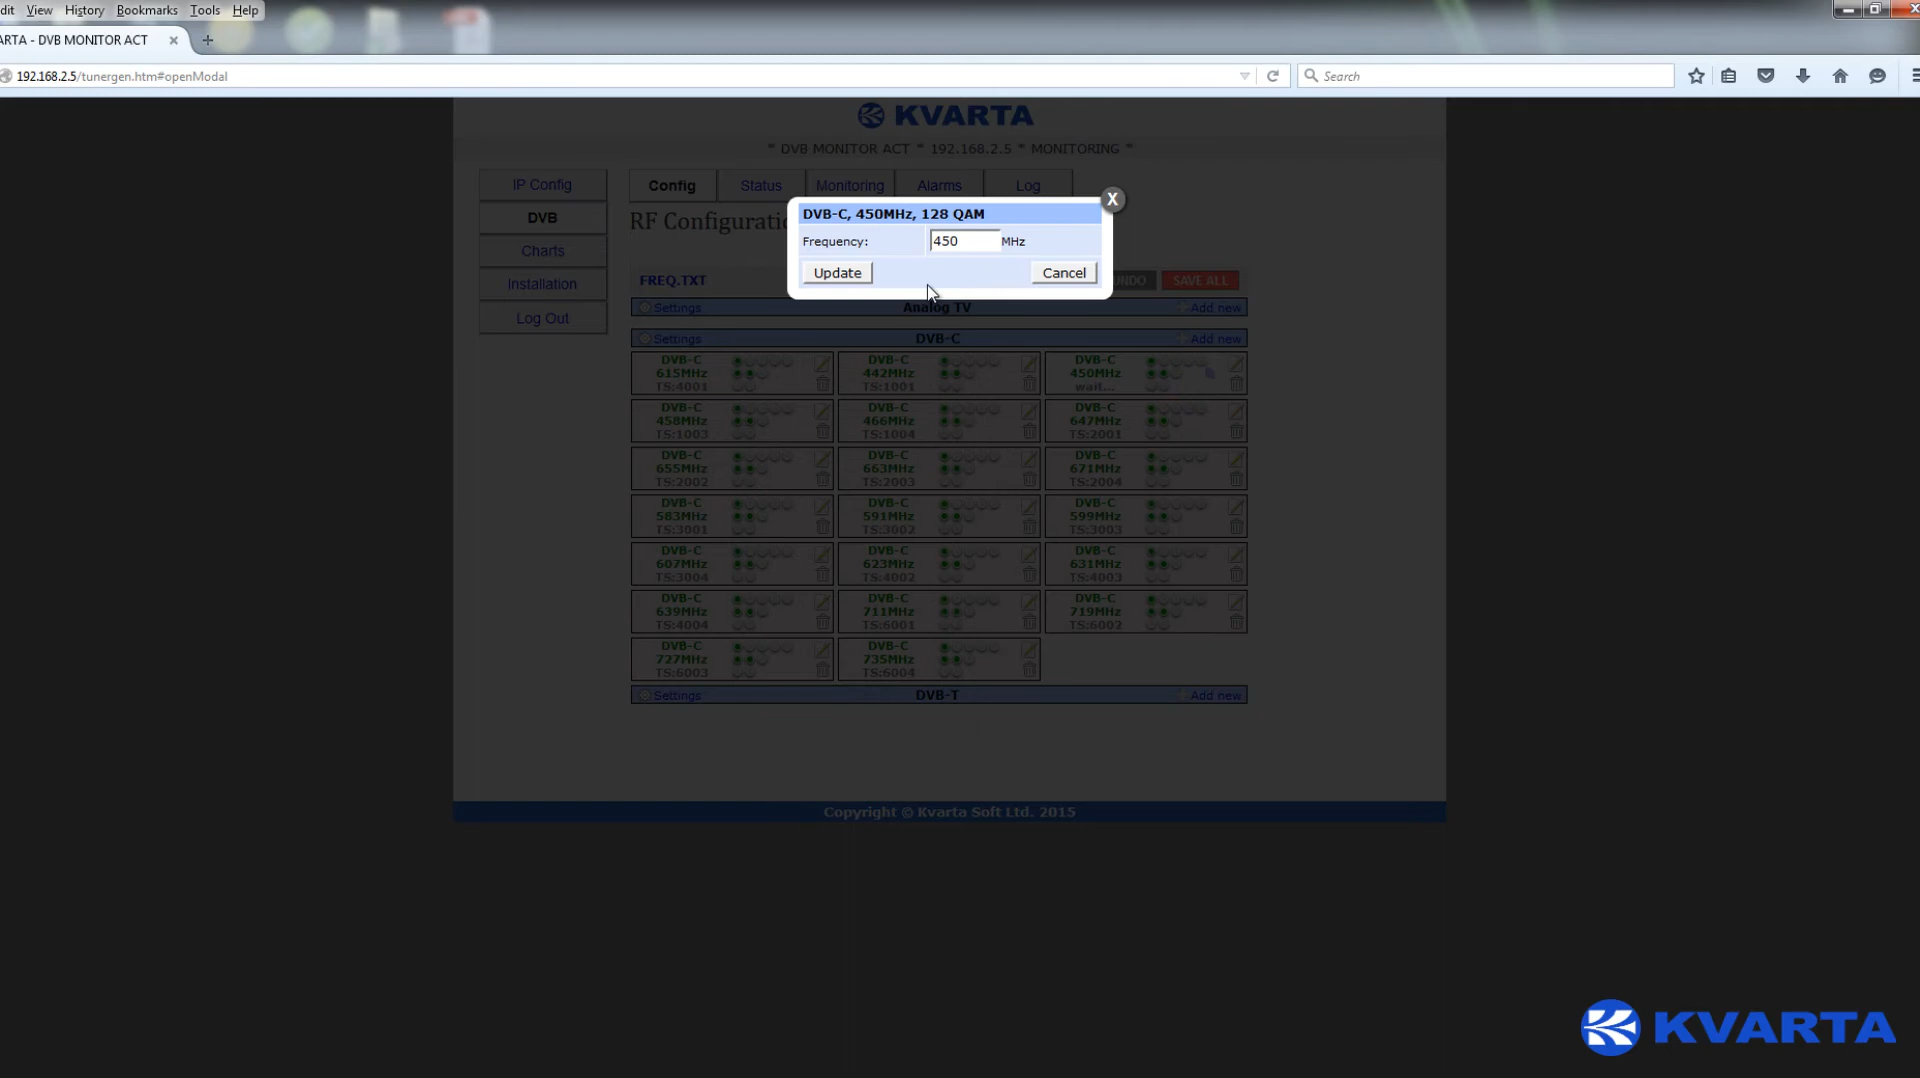 dit View History Bookmarks Tools Help
ARTA - DVB MONITOR ACT
192.168.2.5/tunergen.htm#openModal
Search
KVARTA
* DVB MONITOR ACT * 192.168.2.5 * MONITORING *
IP Config
DVB
Charts
Installation
Log Out
Config Status Monitoring Alarms Log
RF Configurati
X
DVB-C, 450MHz, 128 QAM
Frequency: 450 MHz
Update Cancel
FREQ.TXT UNDO SAVE ALL
Settings Analog TV Add new
Settings DVB-C Add new
DVB-C DVB-C DVB-C
615MHz 442MHz 450MHz
TS:4001 TS:1001 wait...
DVB-C DVB-C DVB-C
458MHz 466MHz 647MHz
TS:1003 TS:1004 TS:2001
DVB-C DVB-C DVB-C
655MHz 663MHz 671MHz
TS:2002 TS:2003 TS:2004
DVB-C DVB-C DVB-C
583MHz 591MHz 599MHz
TS:3001 TS:3002 TS:3003
DVB-C DVB-C DVB-C
607MHz 623MHz 631MHz
TS:3004 TS:4002 TS:4003
DVB-C DVB-C DVB-C
639MHz 711MHz 719MHz
TS:4004 TS:6001 TS:6002
DVB-C DVB-C
727MHz 735MHz
TS:6003 TS:6004
Settings DVB-T Add new
Copyright © Kvarta Soft Ltd. 2015
KVARTA